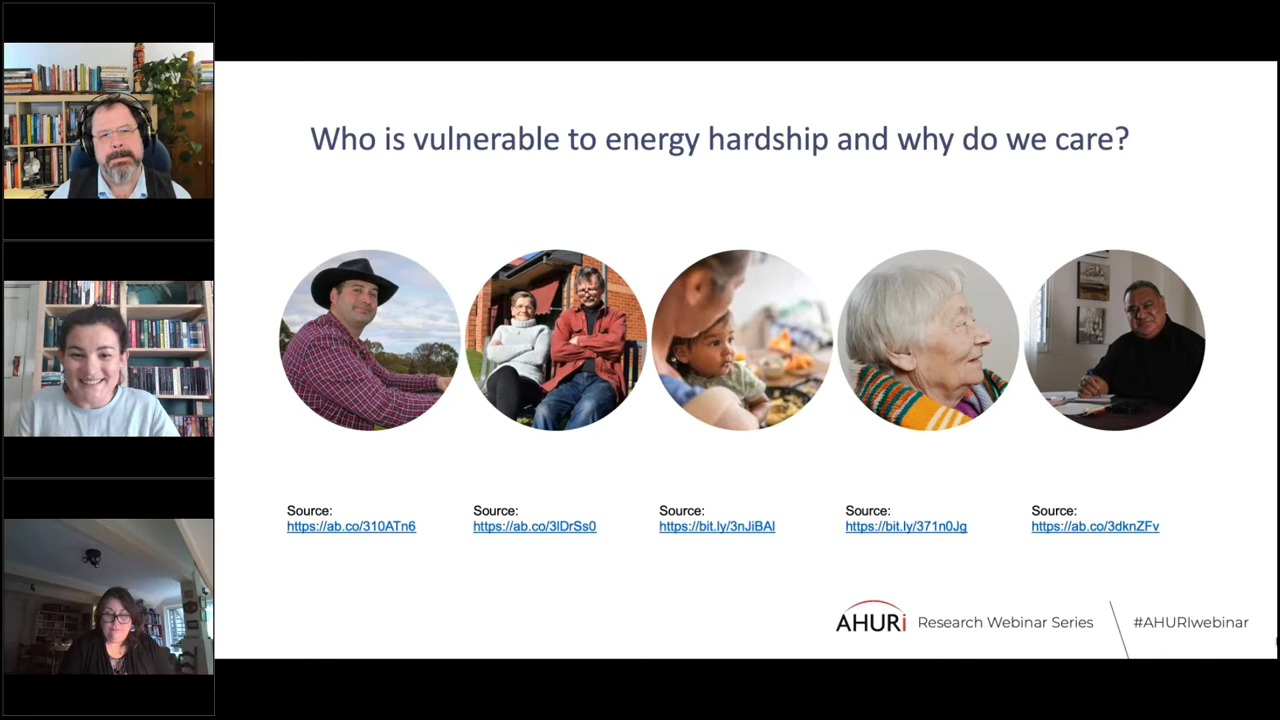 Who is vulnerable to energy hardship and why do we care?
Source:
https://ab.co/310ATn6
Source:
https://ab.co/3lDrSs0
Source:
https://bit.ly/3nJiBAl
Source:
https://bit.ly/371n0Jg
Source:
https://ab.co/3dknZFv
AHURi Research Webinar Series #AHURIwebinar